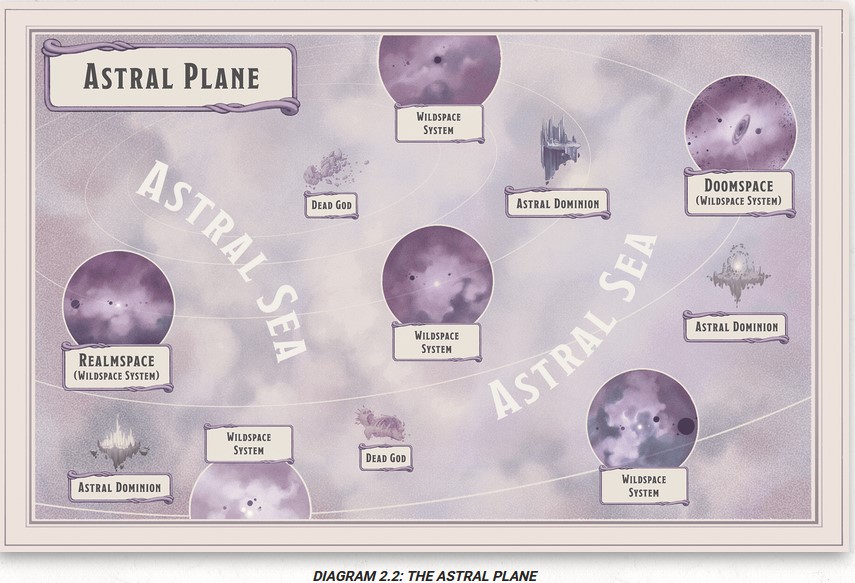 Astral Plane
Wildspace
System
Dead God
Astral Dominion
Doomspace
(Wildspace System)
Astral Sea
Astral Sea
Astral Dominion
Wildspace
System
Realmspace
(Wildspace System)
Wildspace
System
Dead God
Astral Dominion
Wildspace
System
DIAGRAM 2.2: THE ASTRAL PLANE